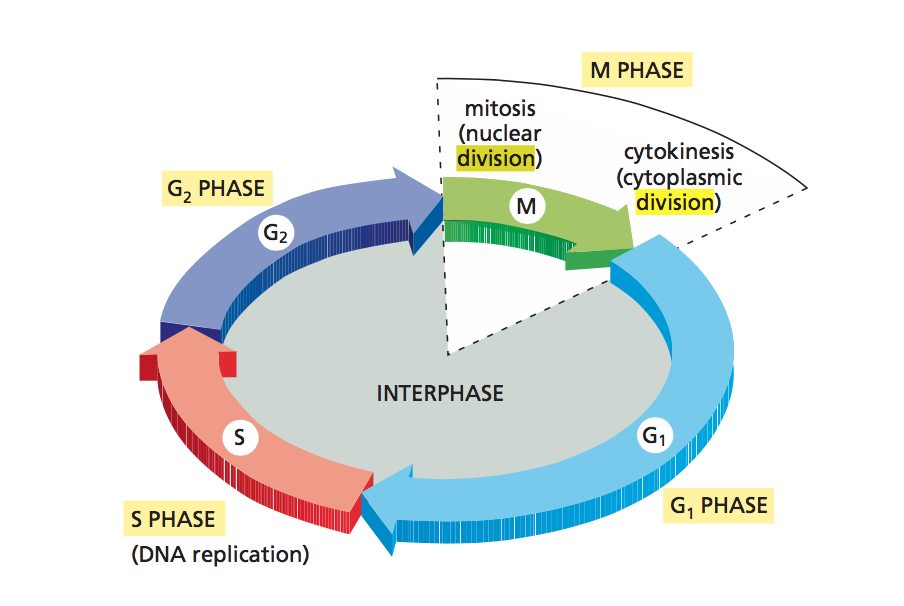 M PHASE
mitosis
(nuclear
division)
cytokinesis
(cytoplasmic
division)
G₂ PHASE
M
G₂
INTERPHASE
S
G₁
G₁ PHASE
S PHASE
(DNA replication)